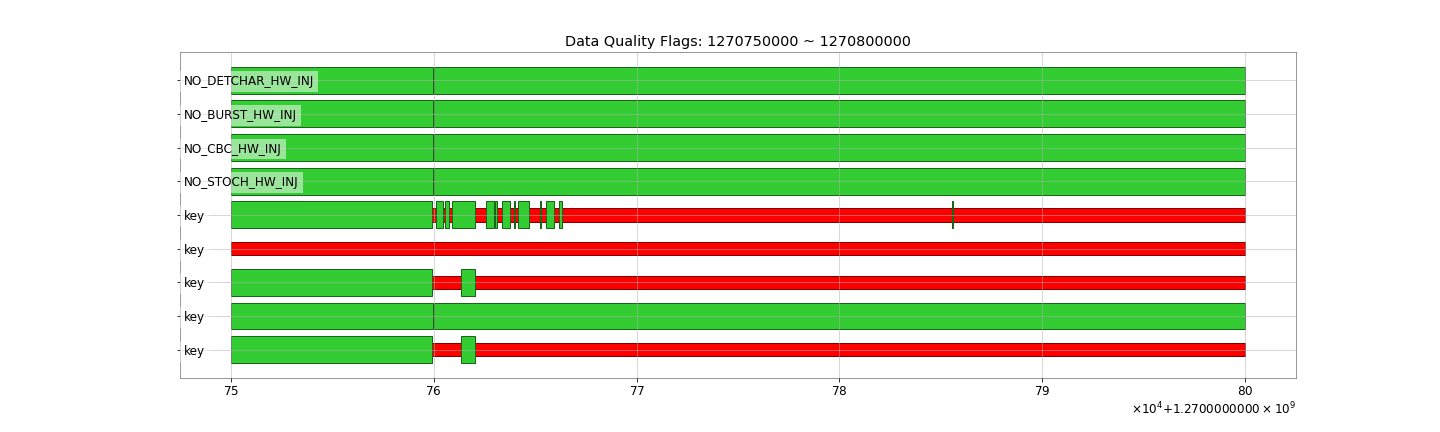 Data Quality Flags: 1270750000 ~ 1270800000
NO_DETCHAR_HW_INJ
NO_BURST_HW_INJ
NO_CBC_HW_INJ
NO_STOCH_HW_INJ
key
key
key
key
key
75 76 77 78 79 80
×10⁴+1.2700000000 × 10⁹